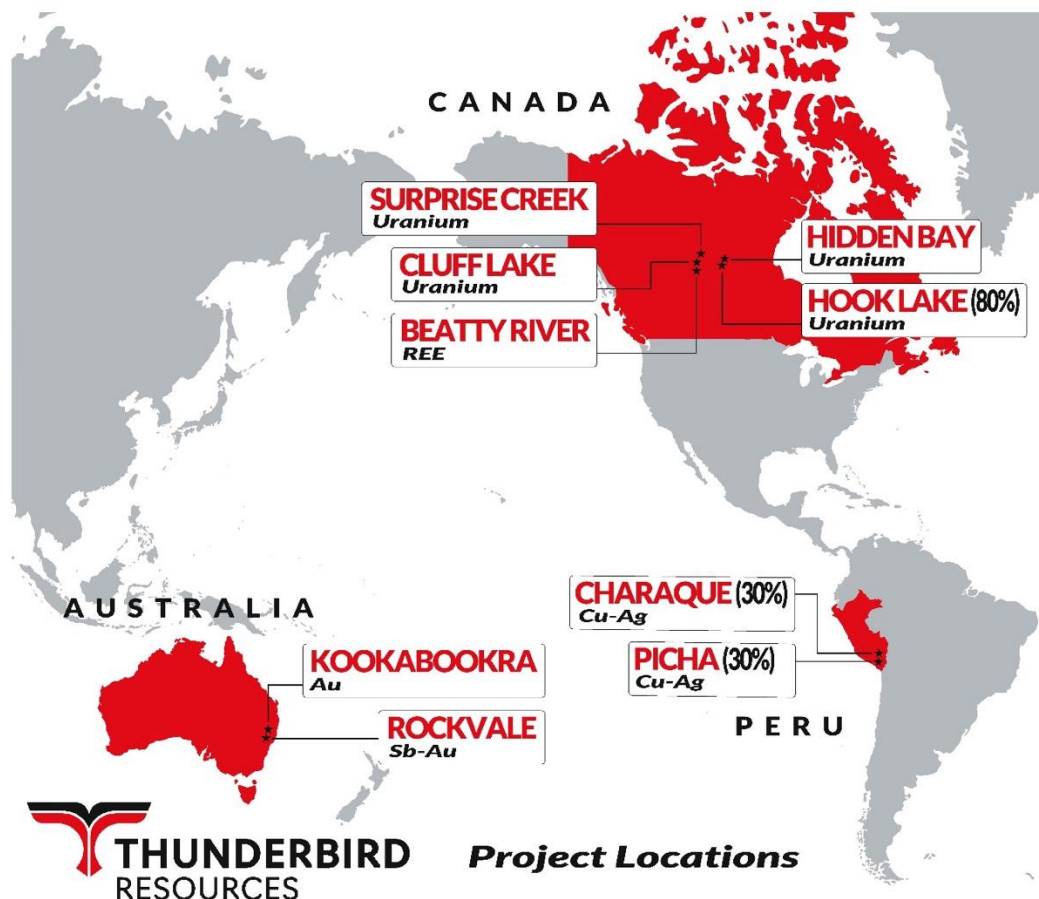 CANADA
SURPRISE CREEK
Uranium
CLUFF LAKE
Uranium
BEATTY RIVER
REE
HIDDEN BAY
Uranium
HOOK LAKE (80%)
Uranium
AUSTRALIA
KOOKABOOKRA
Au
ROCKVALE
Sb-Au
CHARAQUE (30%)
Cu-Ag
PICHA (30%)
Cu-Ag
PERU
THUNDERBIRD
RESOURCES
Project Locations